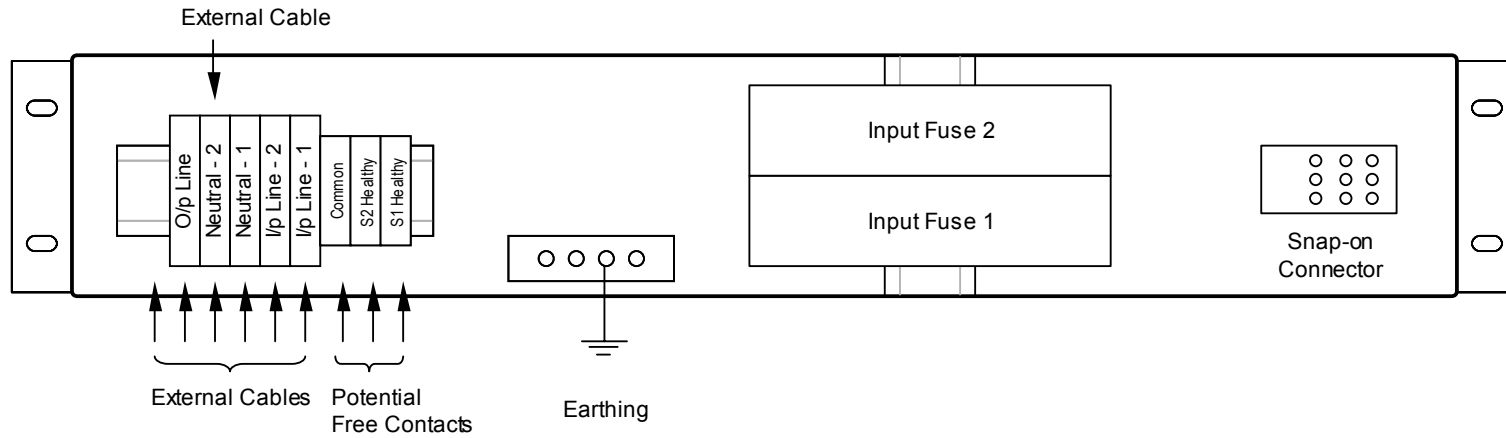 External Cable
O/p Line
Neutral - 2
Neutral - 1
I/p Line - 2
I/p Line - 1
Common
S2 Healthy
S1 Healthy
Input Fuse 2
Input Fuse 1
Snap-on
Connector
External Cables
Potential
Free Contacts
Earthing